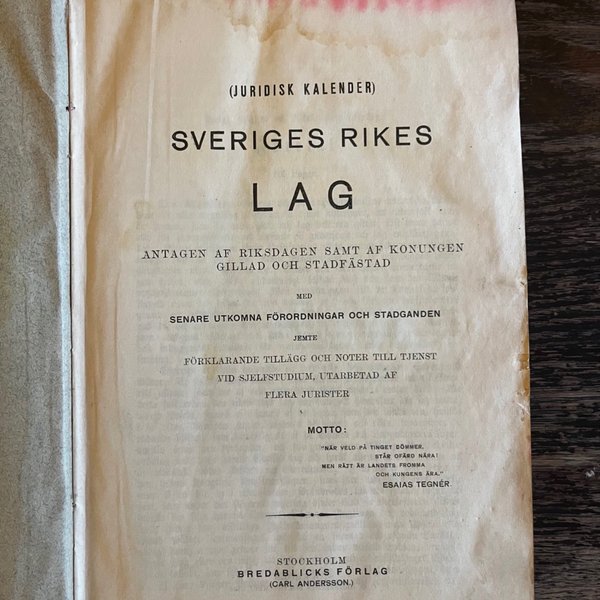 (JURIDISK KALENDER)
SVERIGES RIKES
LAG
ANTAGEN AF RIKSDAGEN SAMT AF KONUNGEN
GILLAD OCH STADFÄSTAD
MED
SENARE UTKOMNA FÖRORDNINGAR OCH STADGANDEN
JEMTE
FÖRKLARANDE TILLÄGG OCH NOTER TILL TJENST
VID SJELFSTUDIUM, UTARBETAD AF
FLERA JURISTER
MOTTO:
"NÄR VELD PÅ TINGET DÖMMER,
STÅR OFÄRD NÄRA!
MEN RÄTT ÄR LANDETS FROMMA
OCH KUNGENS ÄRA."
ESAIAS TEGNÉR.
STOCKHOLM
BREDABLICKS FÖRLAG
(CARL ANDERSSON.)